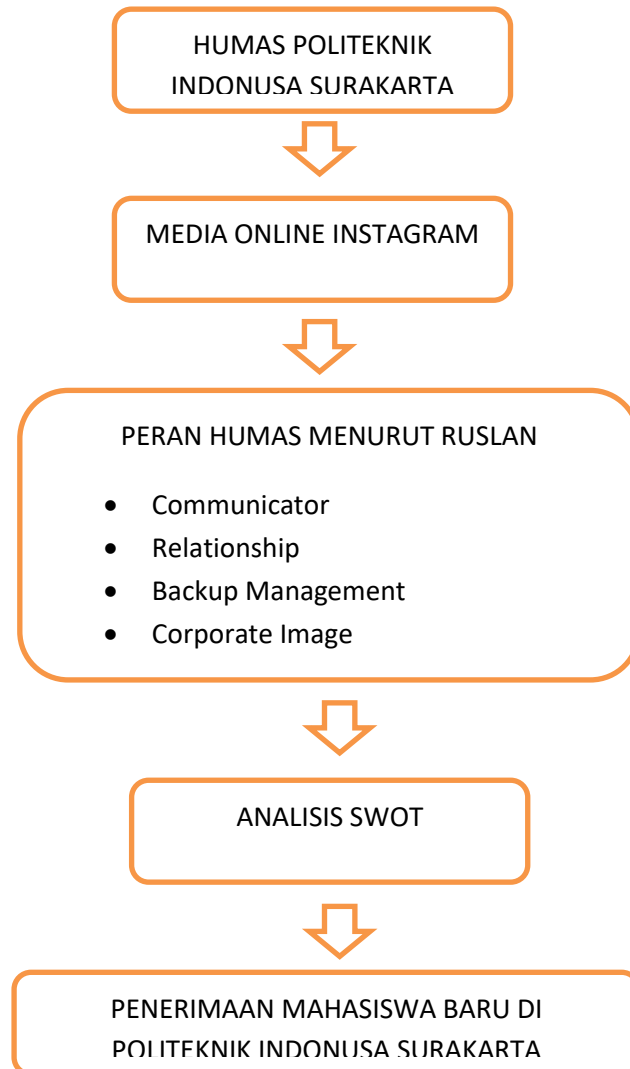 HUMAS POLITEKNIK
INDONUSA SURAKARTA
MEDIA ONLINE INSTAGRAM
PERAN HUMAS MENURUT RUSLAN
• Communicator
• Relationship
• Backup Management
• Corporate Image
ANALISIS SWOT
PENERIMAAN MAHASISWA BARU DI
POLITEKNIK INDONUSA SURAKARTA